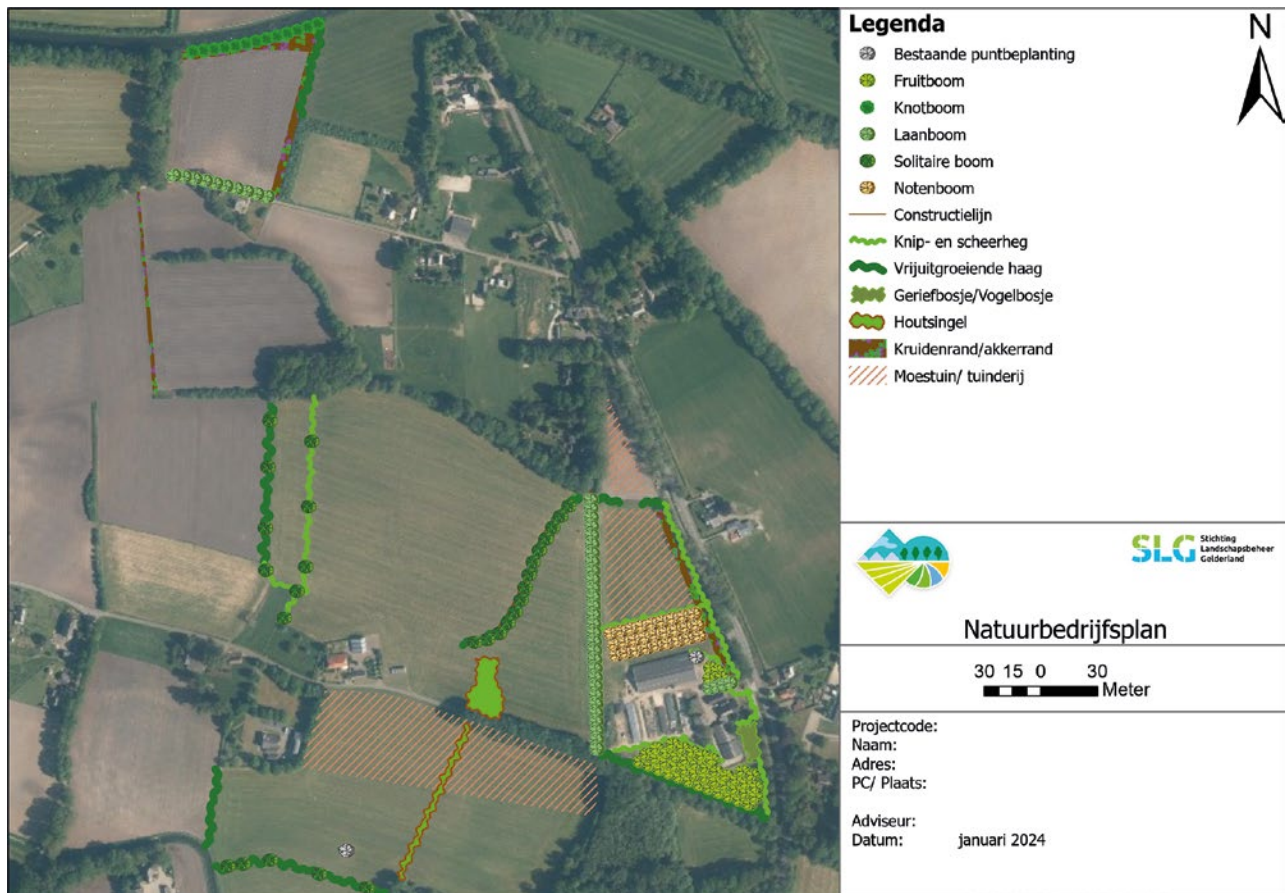 Legenda
N
Bestaande puntbeplanting
Fruitboom
Knotboom
Laanboom
Solitaire boom
Notenboom
Constructielijn
Knip- en scheerheg
Vrijuitgroeiende haag
Geriefbosje/Vogelbosje
Houtsingel
Kruidenrand/akkerrand
Moestuin/ tuinderij
SLG
Stichting
Landschapsbeheer
Gelderland
Natuurbedrijfsplan
30 15 0 30
Meter
Projectcode:
Naam:
Adres:
PC/ Plaats:
Adviseur:
Datum: januari 2024